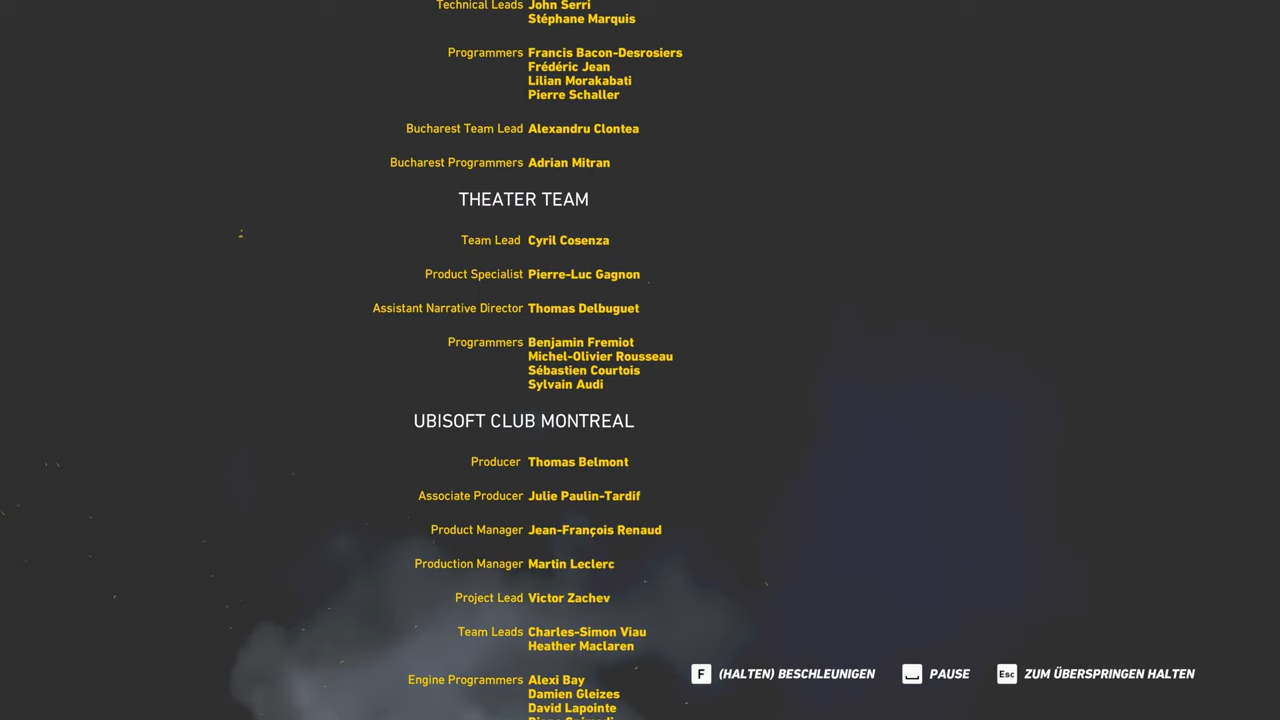 Technical Leads John Serri
Stéphane Marquis
Programmers Francis Bacon-Desrosiers
Frédéric Jean
Lilian Morakabati
Pierre Schaller
Bucharest Team Lead Alexandru Clontea
Bucharest Programmers Adrian Mitran
THEATER TEAM
Team Lead Cyril Cosenza
Product Specialist Pierre-Luc Gagnon
Assistant Narrative Director Thomas Delbuguet
Programmers Benjamin Fremiot
Michel-Olivier Rousseau
Sébastien Courtois
Sylvain Audi
UBISOFT CLUB MONTREAL
Producer Thomas Belmont
Associate Producer Julie Paulin-Tardif
Product Manager Jean-François Renaud
Production Manager Martin Leclerc
Project Lead Victor Zachev
Team Leads Charles-Simon Viau
Heather Maclaren
Engine Programmers Alexi Bay
Damien Gleizes
David Lapointe
F (HALTEN) BESCHLEUNIGEN PAUSE Esc ZUM ÜBERSPRINGEN HALTEN